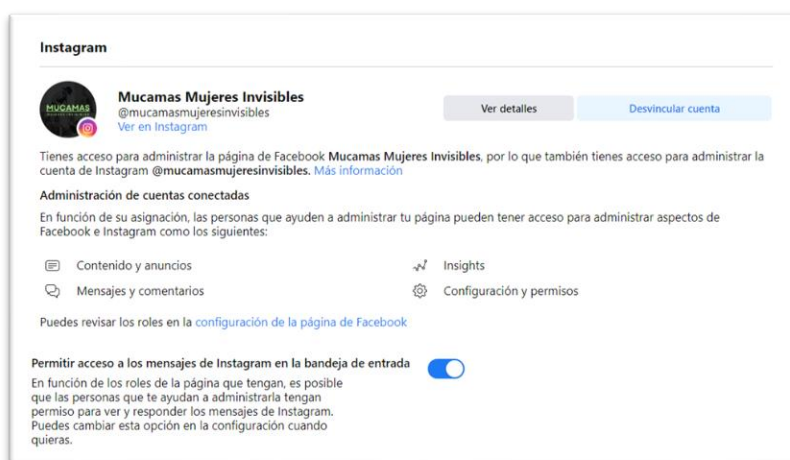 Instagram
MUCAMAS
Mucamas Mujeres Invisibles
@mucamasmujeresinvisibles
Ver en Instagram
Ver detalles
Desvincular cuenta
Tienes acceso para administrar la página de Facebook Mucamas Mujeres Invisibles, por lo que también tienes acceso para administrar la
cuenta de Instagram @mucamasmujeresinvisibles. Más información
Administración de cuentas conectadas
En función de su asignación, las personas que ayuden a administrar tu página pueden tener acceso para administrar aspectos de
Facebook e Instagram como los siguientes:
Contenido y anuncios
Insights
Mensajes y comentarios
Configuración y permisos
Puedes revisar los roles en la configuración de la página de Facebook
Permitir acceso a los mensajes de Instagram en la bandeja de entrada
En función de los roles de la página que tengan, es posible
que las personas que te ayudan a administrarla tengan
permiso para ver y responder los mensajes de Instagram.
Puedes cambiar esta opción en la configuración cuando
quieras.